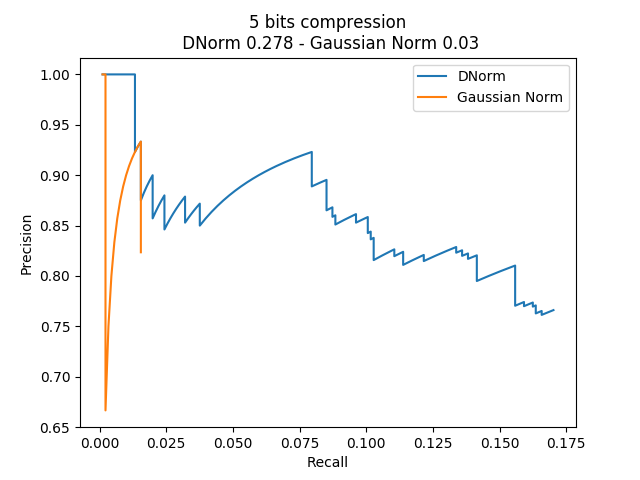 5 bits compression
DNorm 0.278 - Gaussian Norm 0.03
DNorm
Gaussian Norm
1.00
0.95
0.90
0.85
0.80
0.75
0.70
0.65
Precision
0.000
0.025
0.050
0.075
0.100
0.125
0.150
0.175
Recall